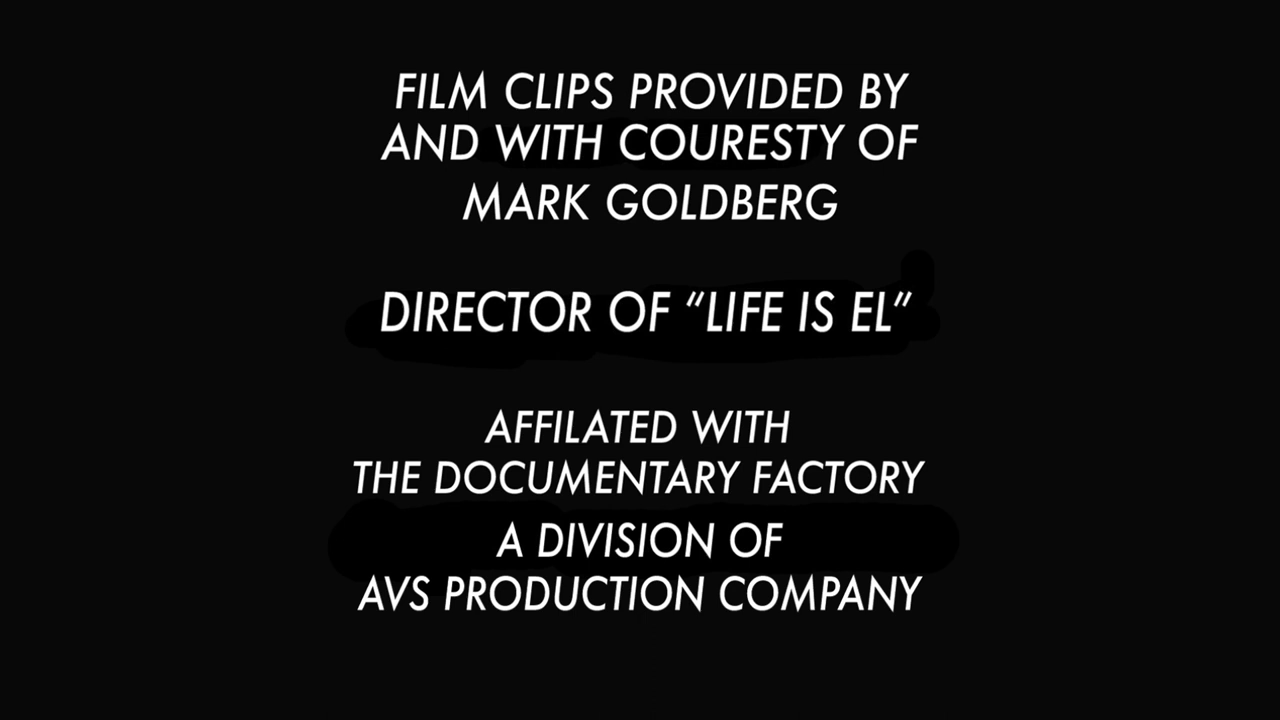 FILM CLIPS PROVIDED BY
AND WITH COURESTY OF
MARK GOLDBERG
DIRECTOR OF “LIFE IS EL”
AFFILATED WITH
THE DOCUMENTARY FACTORY
A DIVISION OF
AVS PRODUCTION COMPANY